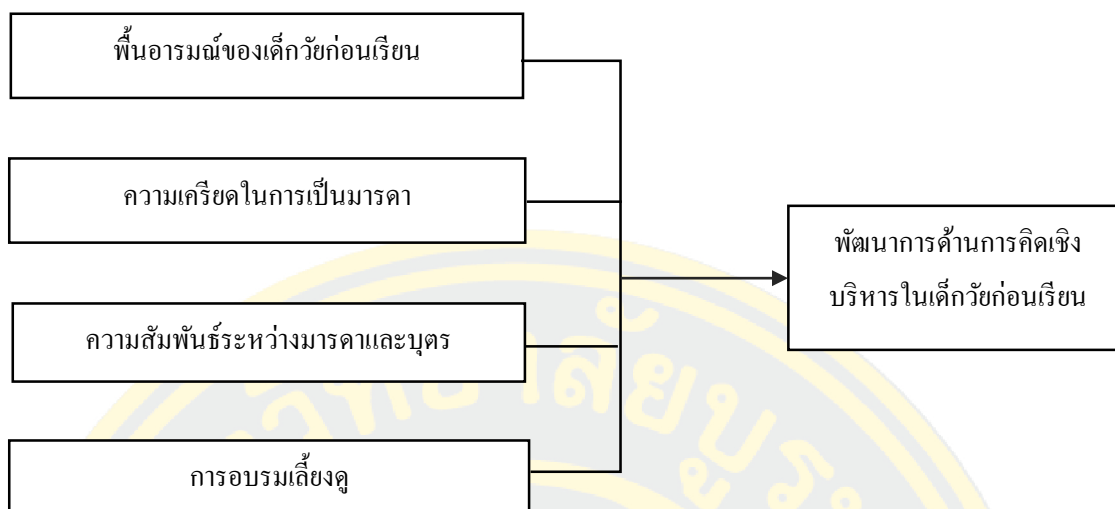 พื้นอารมณ์ของเด็กวัยก่อนเรียน
ความเครียดในการเป็นมารดา
ความสัมพันธ์ระหว่างมารดาและบุตร
การอบรมเลี้ยงดู
พัฒนาการด้านการคิดเชิง
บริหารในเด็กวัยก่อนเรียน